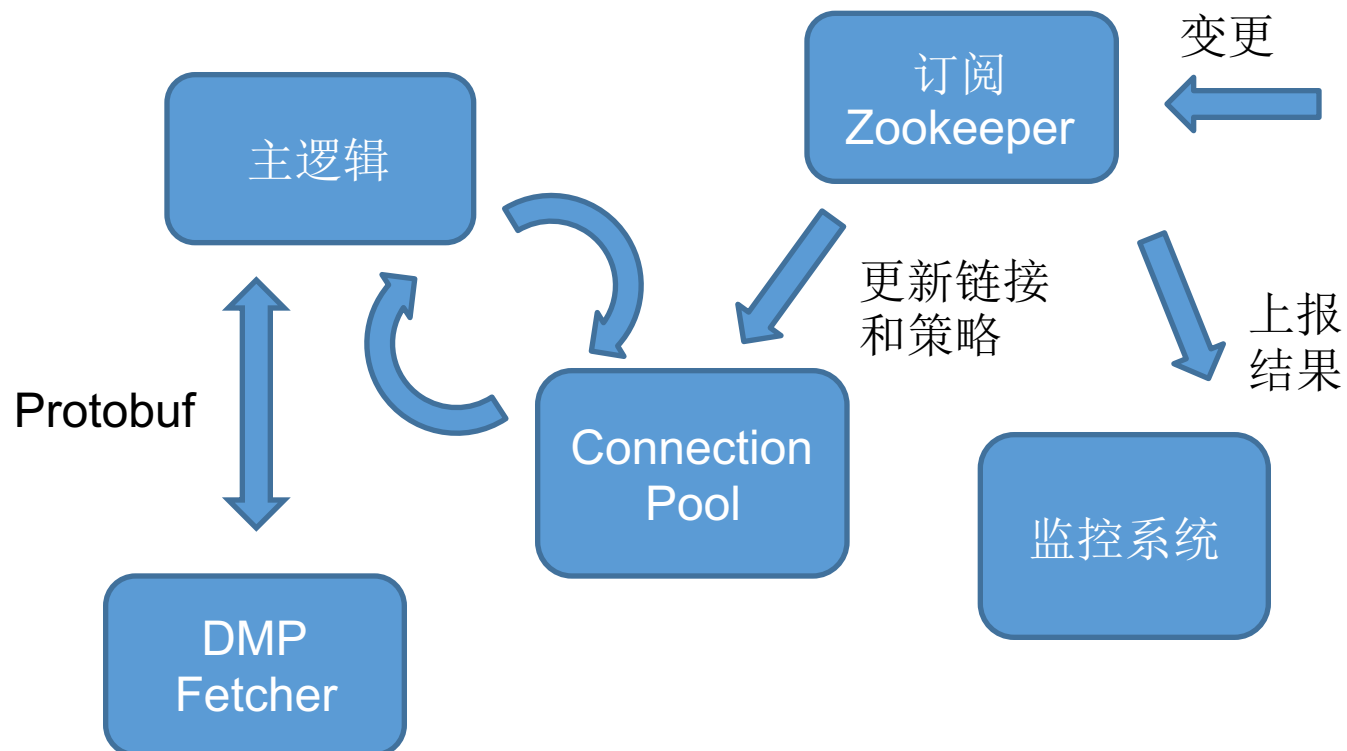 变更
订阅
Zookeeper
主逻辑
更新链接
和策略
上报
结果
Protobuf
Connection
Pool
监控系统
DMP
Fetcher